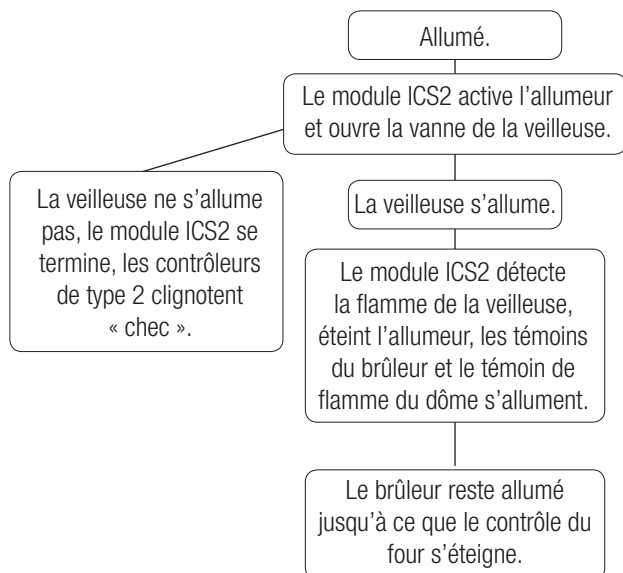 Allumé.
Le module ICS2 active l'allumeur
et ouvre la vanne de la veilleuse.
La veilleuse ne s'allume
pas, le module ICS2 se
termine, les contrôleurs
de type 2 clignotent
« chec ».
La veilleuse s'allume.
Le module ICS2 détecte
la flamme de la veilleuse,
éteint l'allumeur, les témoins
du brûleur et le témoin de
flamme du dôme s'allument.
Le brûleur reste allumé
jusqu'à ce que le contrôle du
four s'éteigne.